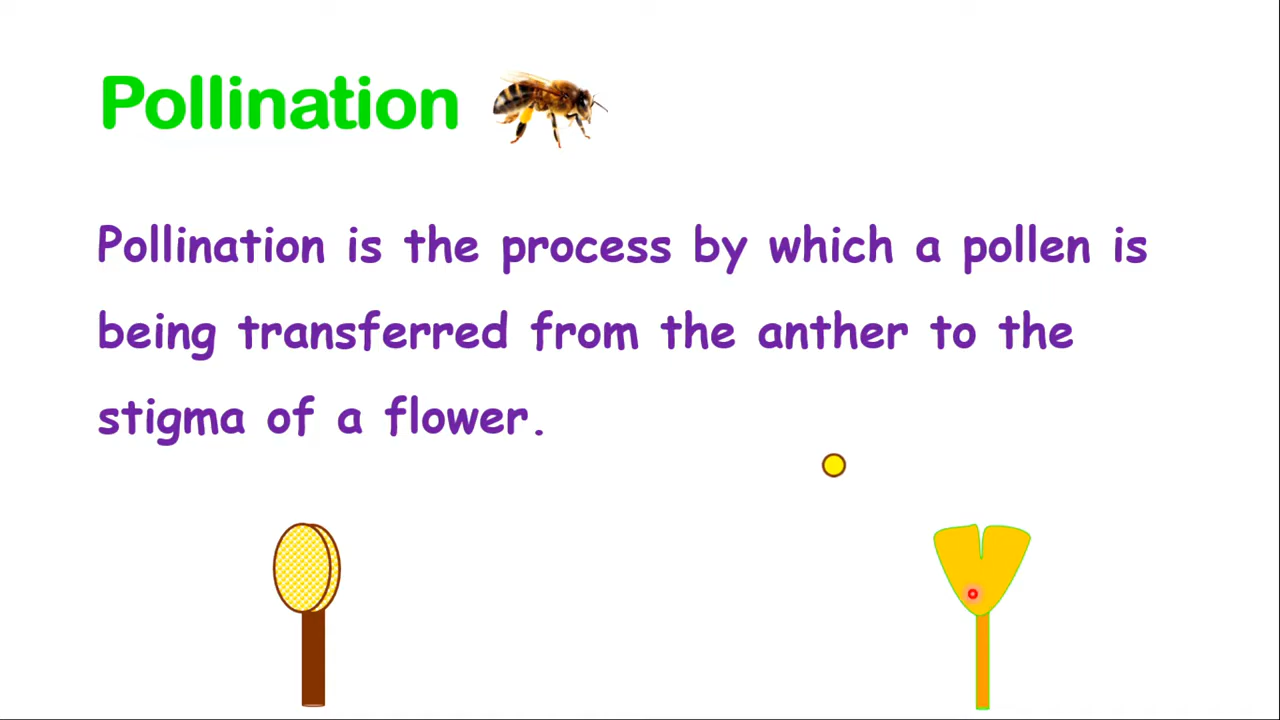 Pollination
Pollination is the process by which a pollen is
being transferred from the anther to the
stigma of a flower.